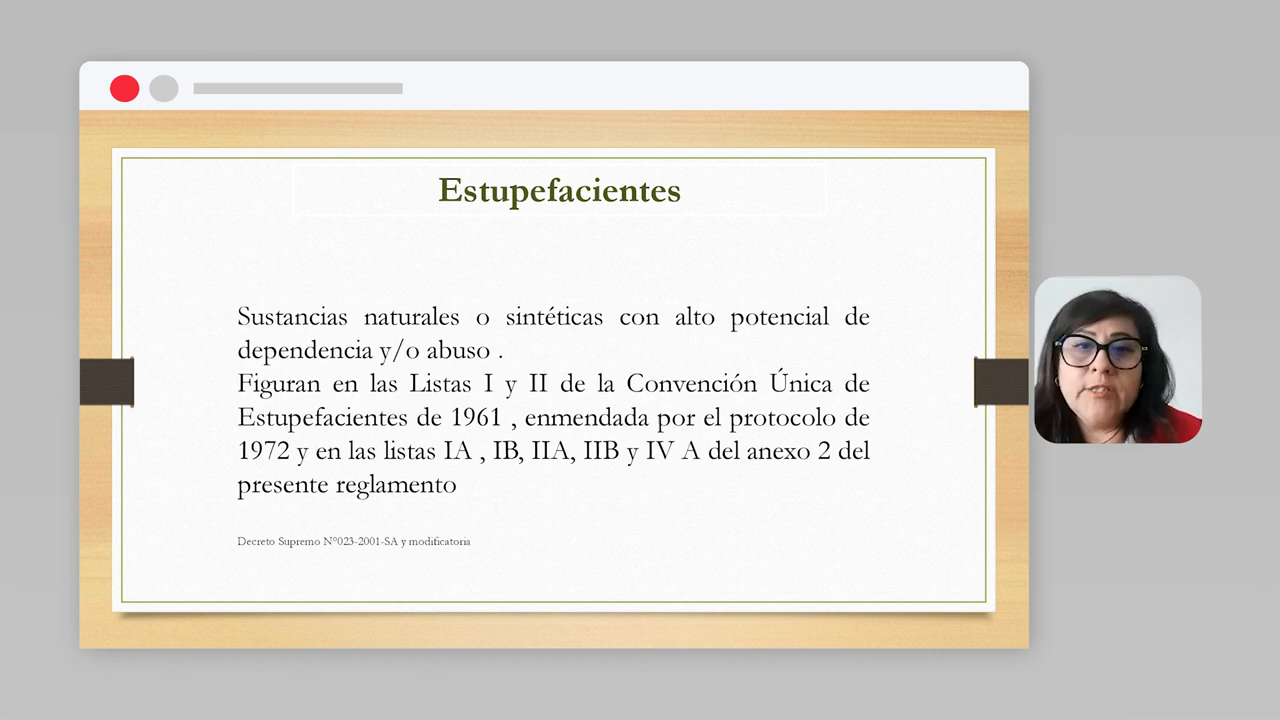 Estupefacientes
Sustancias naturales o sintéticas con alto potencial de
dependencia y/o abuso .
Figuran en las Listas I y II de la Convención Única de
Estupefacientes de 1961 , enmendada por el protocolo de
1972 y en las listas IA , IB, IIA, IIB y IV A del anexo 2 del
presente reglamento
Decreto Supremo N°023-2001-SA y modificatoria